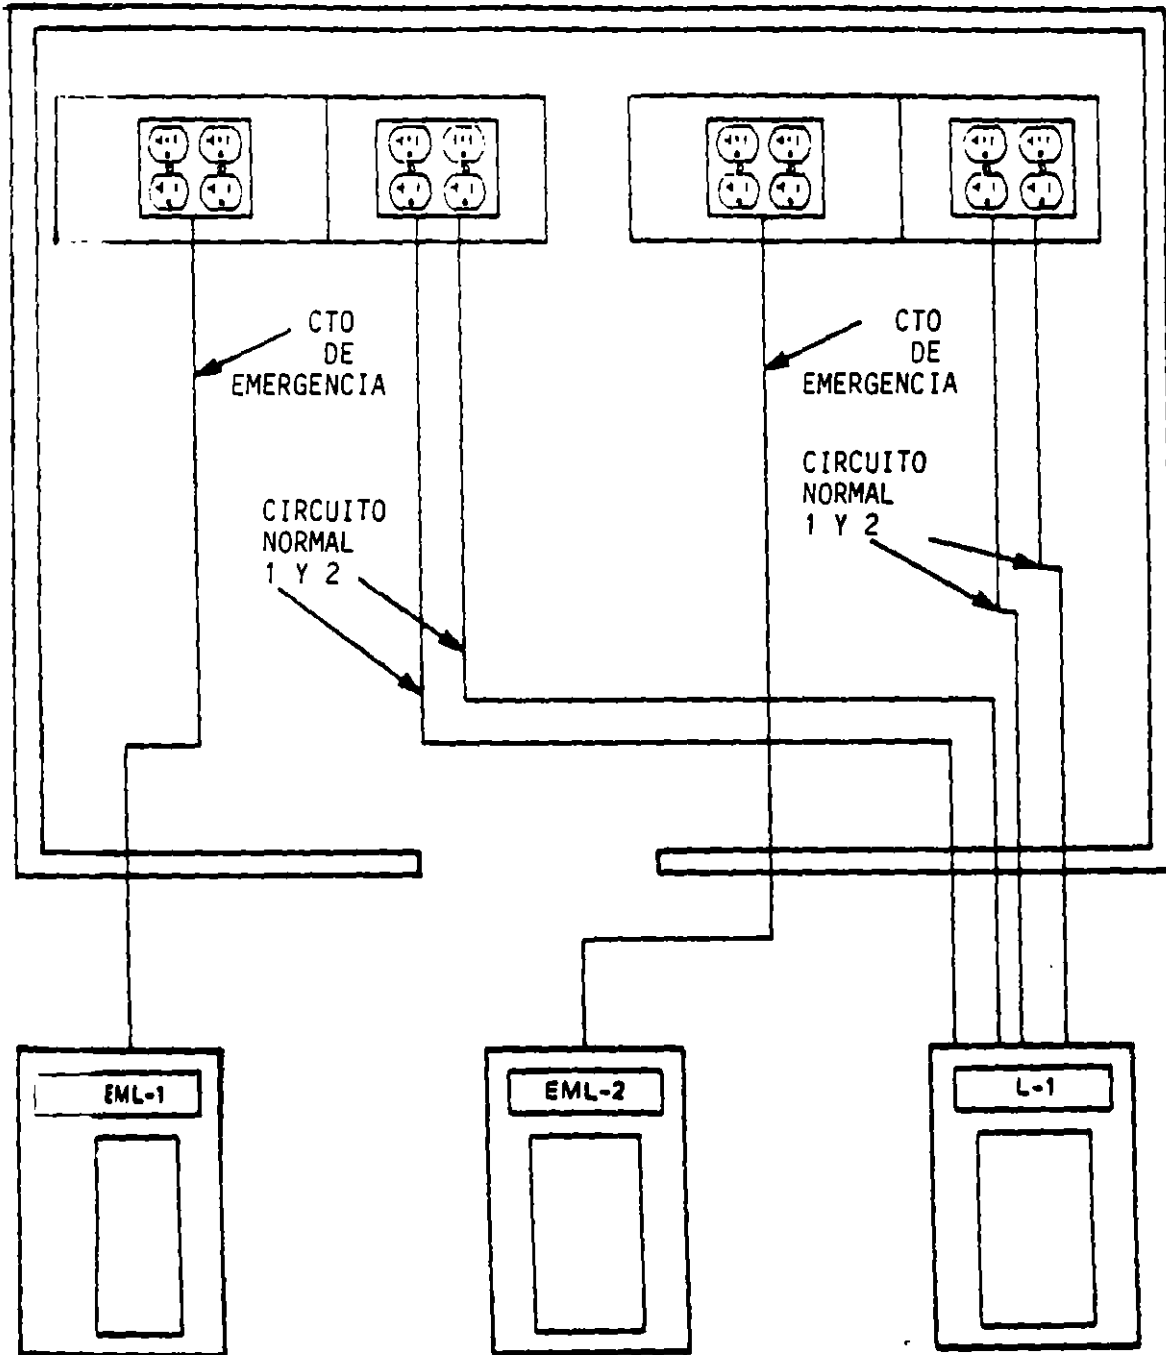 CTO
DE
EMERGENCIA
CTO
DE
EMERGENCIA
CIRCUITO
NORMAL
1 Y 2
CIRCUITO
NORMAL
1 Y 2
EML-1
EML-2
L-1